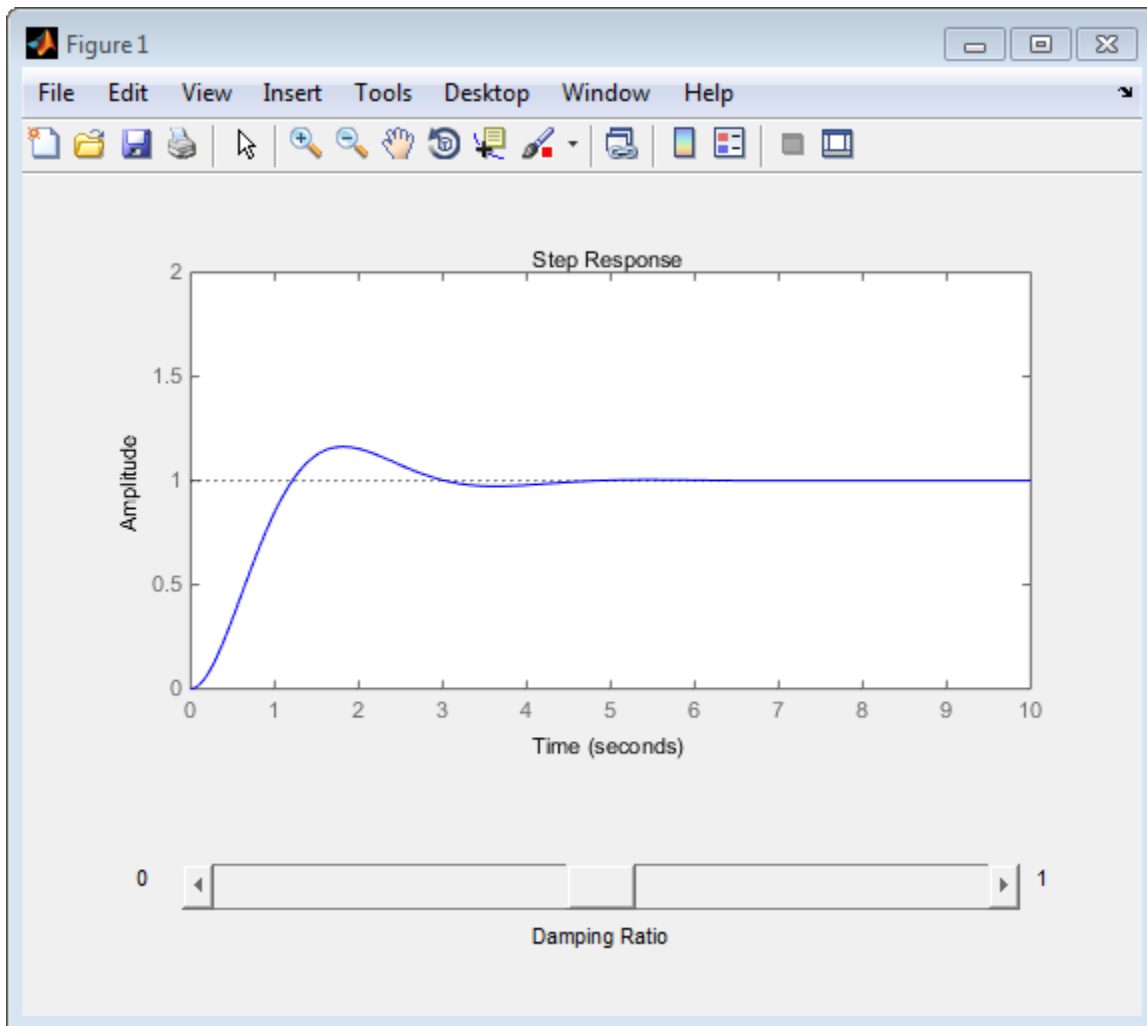 Figure 1
File Edit View Insert Tools Desktop Window Help
Step Response
2
1.5
1
0.5
0
Amplitude
0 1 2 3 4 5 6 7 8 9 10
Time (seconds)
0 1
Damping Ratio